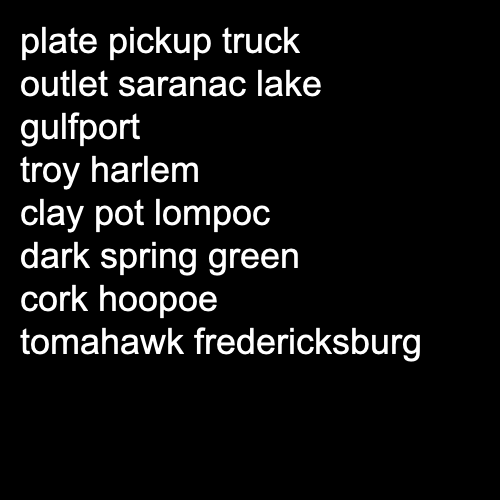 plate pickup truck
outlet saranac lake
gulfport
troy harlem
clay pot lompoc
dark spring green
cork hoopoe
tomahawk fredericksburg